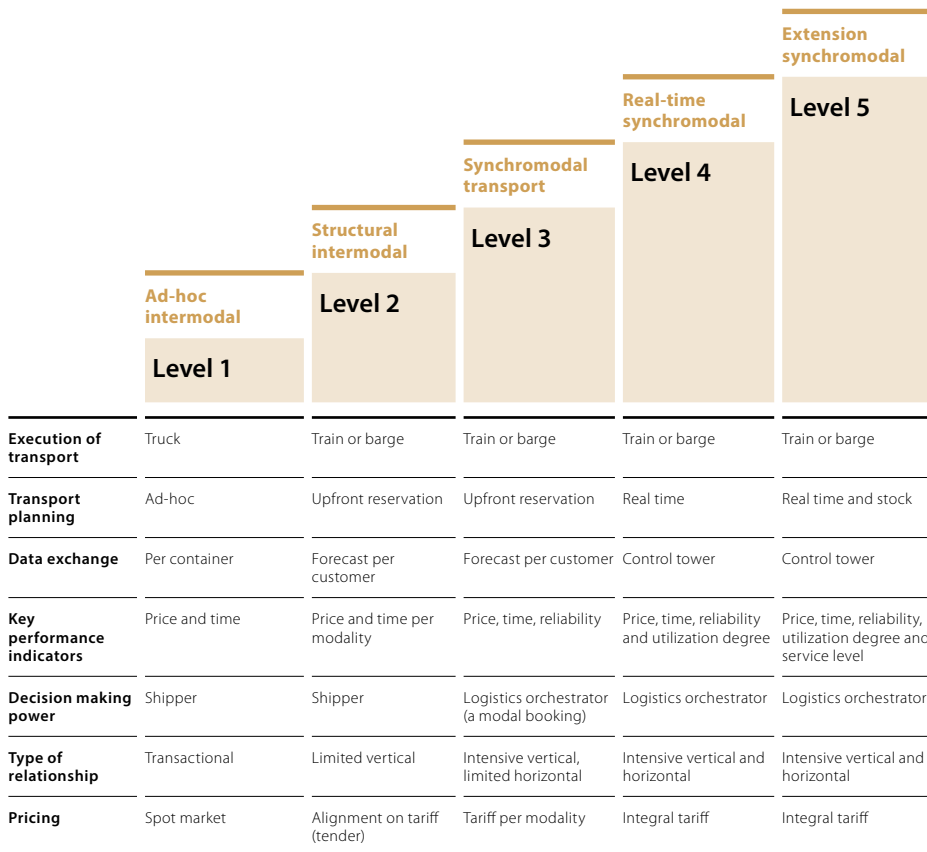 Extension
synchromodal
Level 5
Real-time
synchromodal
Level 4
Synchromodal
transport
Level 3
Structural
intermodal
Level 2
Ad-hoc
intermodal
Level 1
Execution of
transport
Truck
Train or barge
Train or barge
Train or barge
Train or barge
Transport
planning
Ad-hoc
Upfront reservation
Upfront reservation
Real time
Real time and stock
Data exchange
Per container
Forecast per
customer
Forecast per customer
Control tower
Control tower
Key
performance
indicators
Price and time
Price and time per
modality
Price, time, reliability
Price, time, reliability
and utilization degree
Price, time, reliability,
utilization degree and
service level
Decision making
power
Shipper
Shipper
Logistics orchestrator
(a modal booking)
Logistics orchestrator
Logistics orchestrator
Type of
relationship
Transactional
Limited vertical
Intensive vertical,
limited horizontal
Intensive vertical and
horizontal
Intensive vertical and
horizontal
Pricing
Spot market
Alignment on tariff
(tender)
Tariff per modality
Integral tariff
Integral tariff